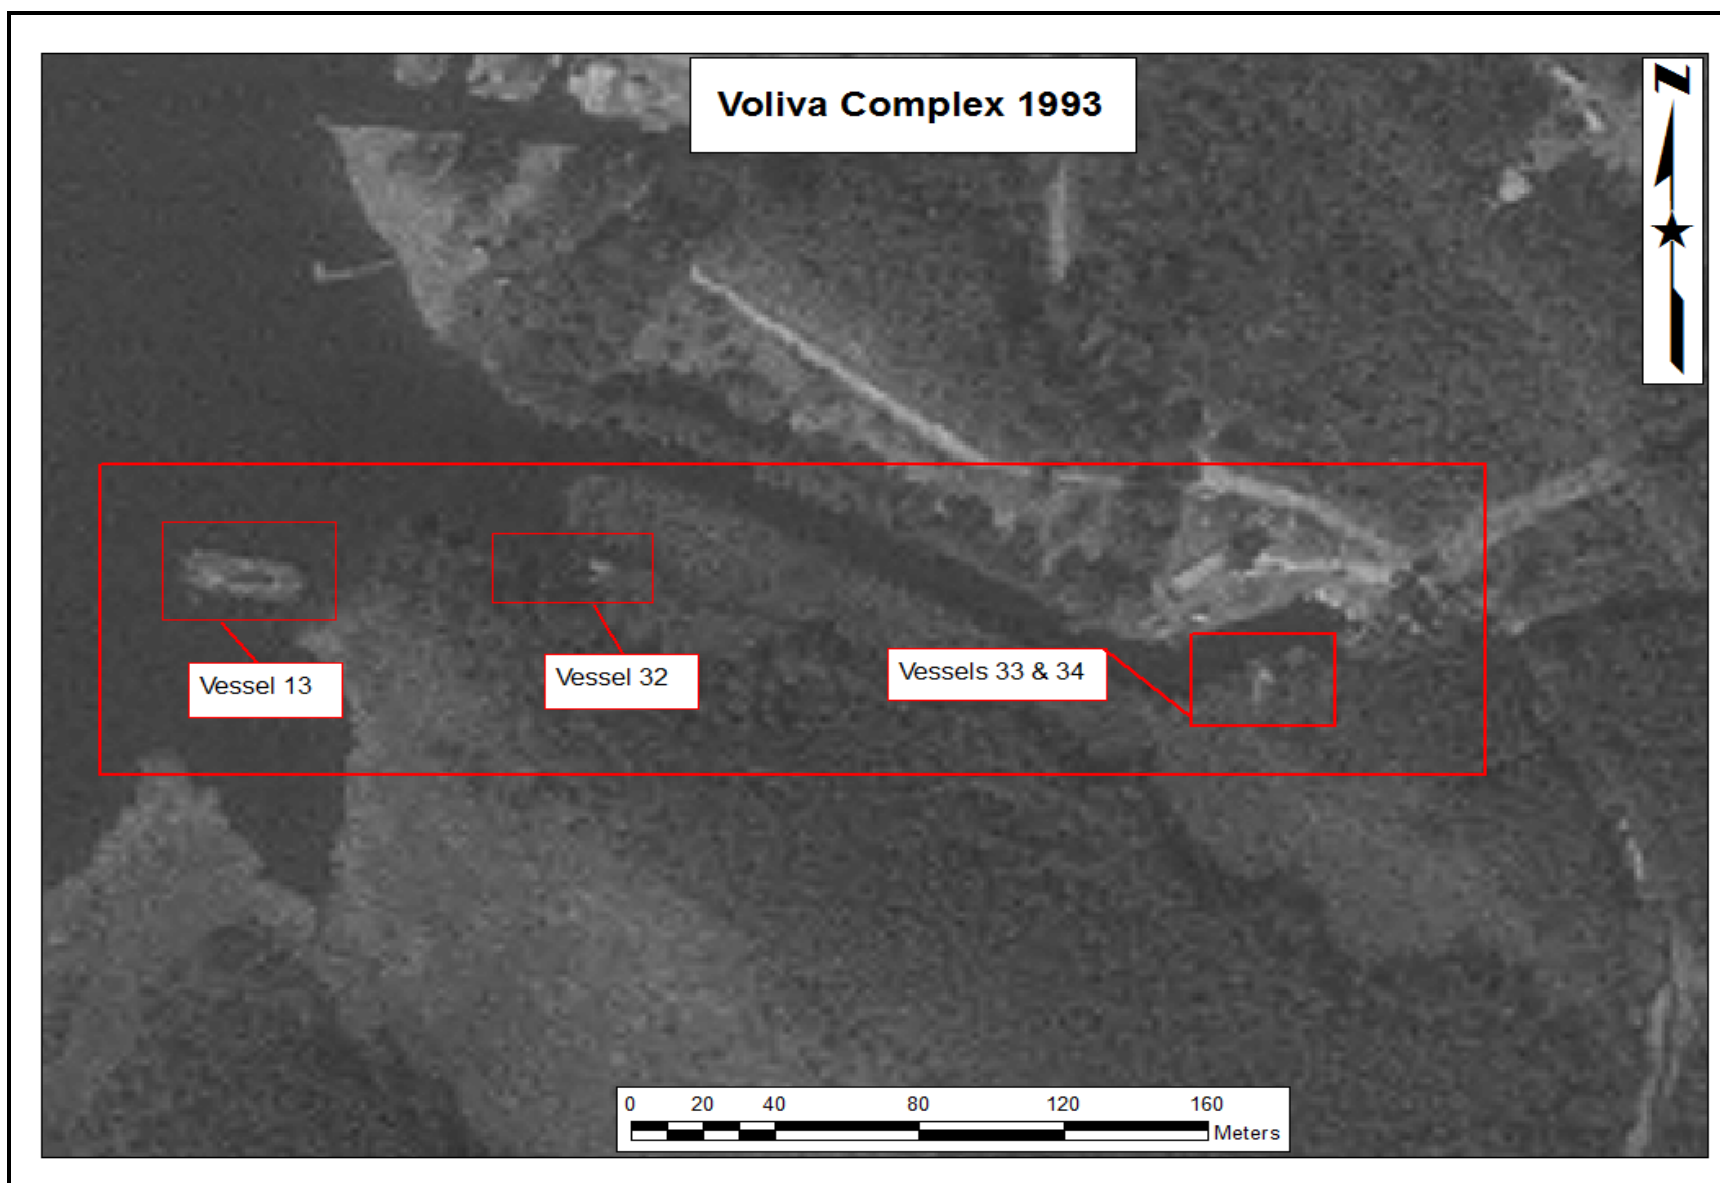 Voliva Complex 1993
N
Vessel 13
Vessel 32
Vessels 33 & 34
0 20 40 80 120 160
Meters